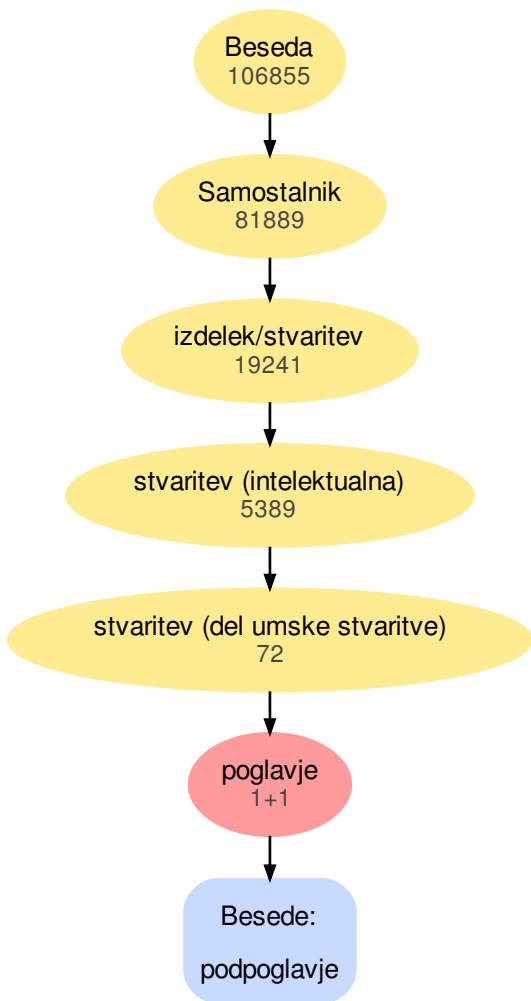 Beseda
106855
Samostalnik
81889
izdelek/stvaritev
19241
stvaritev (intelektualna)
5389
stvaritev (del umske stvaritve)
72
poglavje
1+1
Besede:
podpoglavje